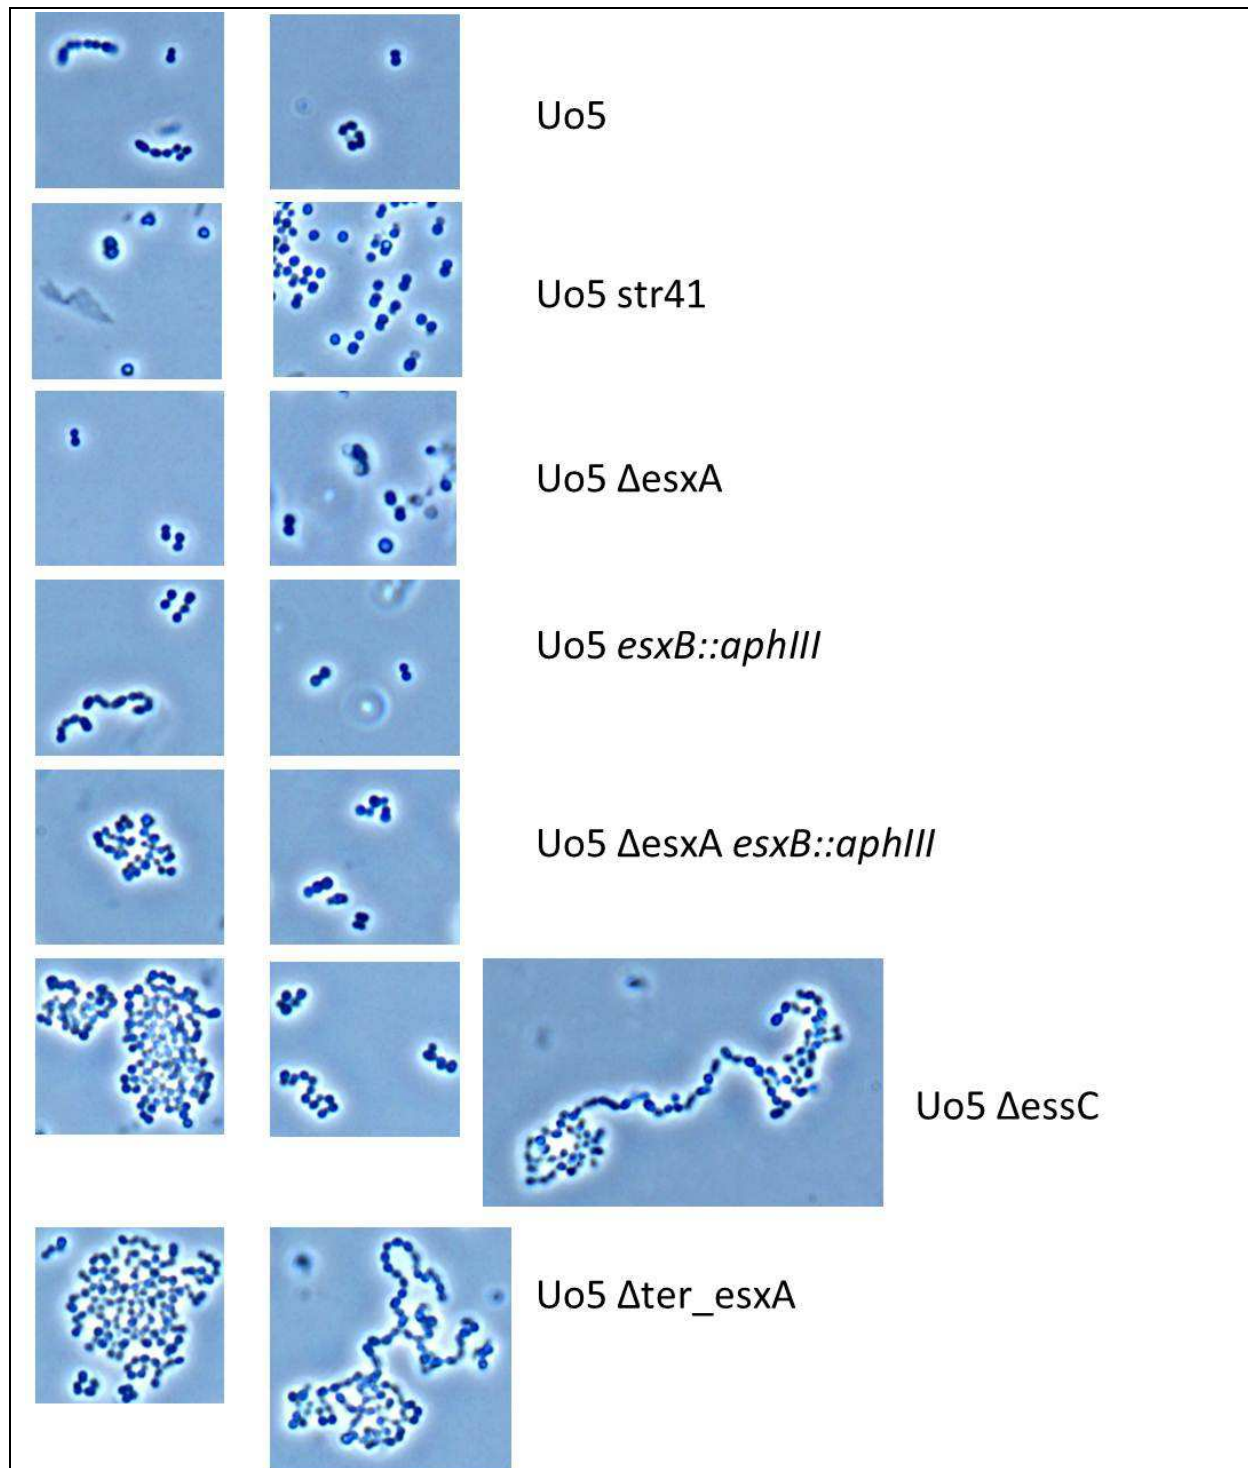 Uo5
Uo5 str41
Uo5 ΔesxA
Uo5 esxB::aphIII
Uo5 ΔesxA esxB::aphIII
Uo5 ΔessC
Uo5 Δter_esxA